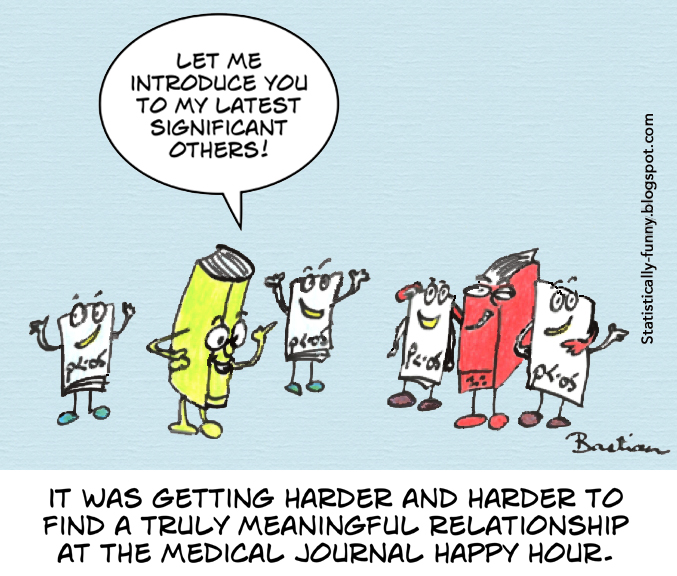 LET ME
INTRODUCE YOU
TO MY LATEST
SIGNIFICANT
OTHERS!
Statistically-funny.blogspot.com
p<.05
p<.05
p<.05
p<.05
Bastian
IT WAS GETTING HARDER AND HARDER TO
FIND A TRULY MEANINGFUL RELATIONSHIP
AT THE MEDICAL JOURNAL HAPPY HOUR.